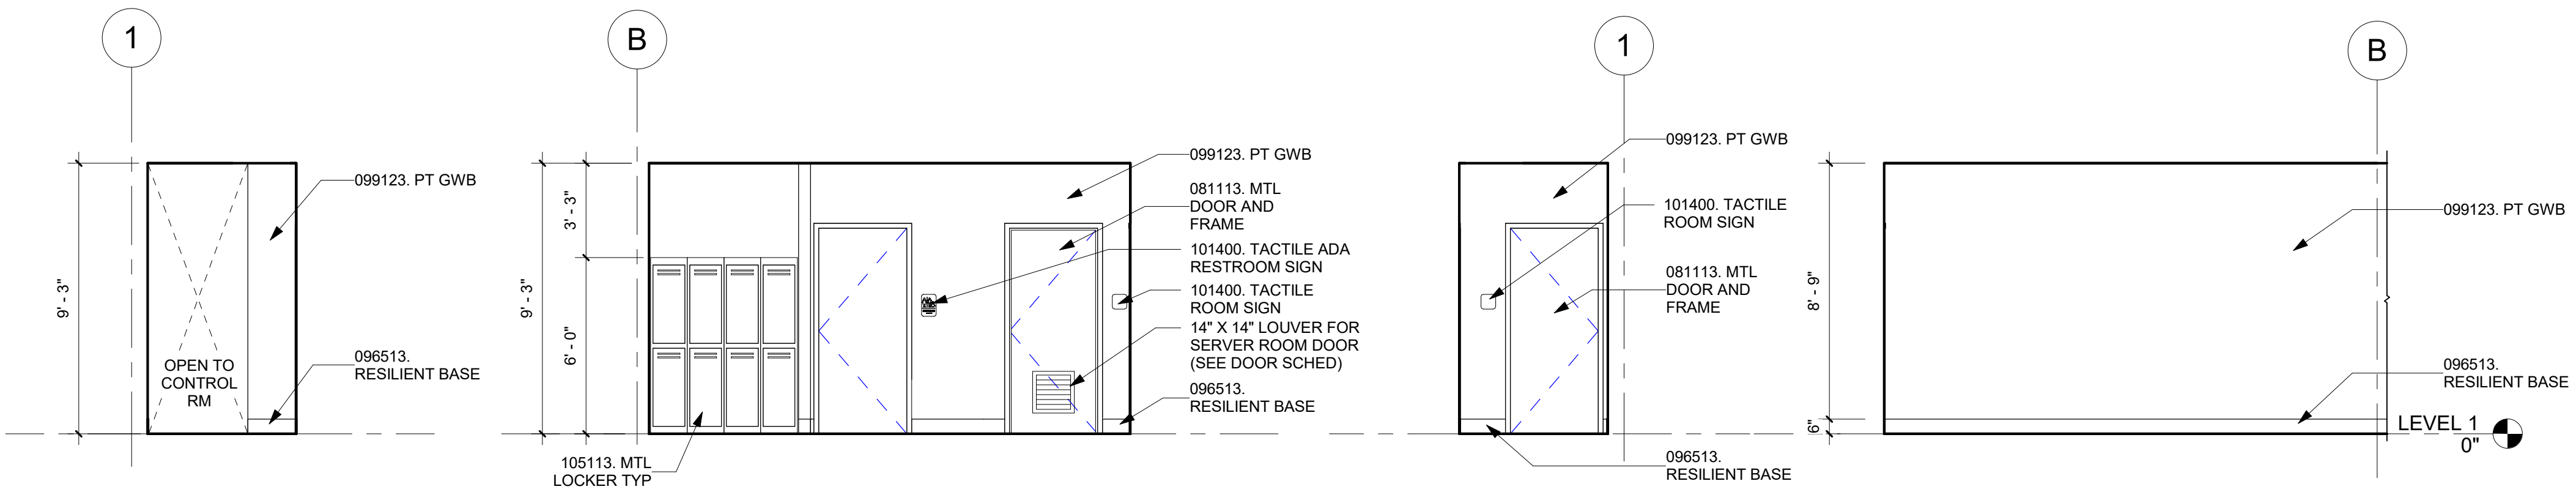 1
9' - 3"
099123. PT GWB
096513.
RESILIENT BASE
OPEN TO
CONTROL
RM
B
9' - 3"
3' - 3"
6' - 0"
099123. PT GWB
081113. MTL
DOOR AND
FRAME
101400. TACTILE ADA
RESTROOM SIGN
101400. TACTILE
ROOM SIGN
14" X 14" LOUVER FOR
SERVER ROOM DOOR
(SEE DOOR SCHED)
096513.
RESILIENT BASE
105113. MTL
LOCKER TYP
1
099123. PT GWB
101400. TACTILE
ROOM SIGN
081113. MTL
DOOR AND
FRAME
096513.
RESILIENT BASE
B
8' - 9"
6"
099123. PT GWB
096513.
RESILIENT BASE
LEVEL 1
0"